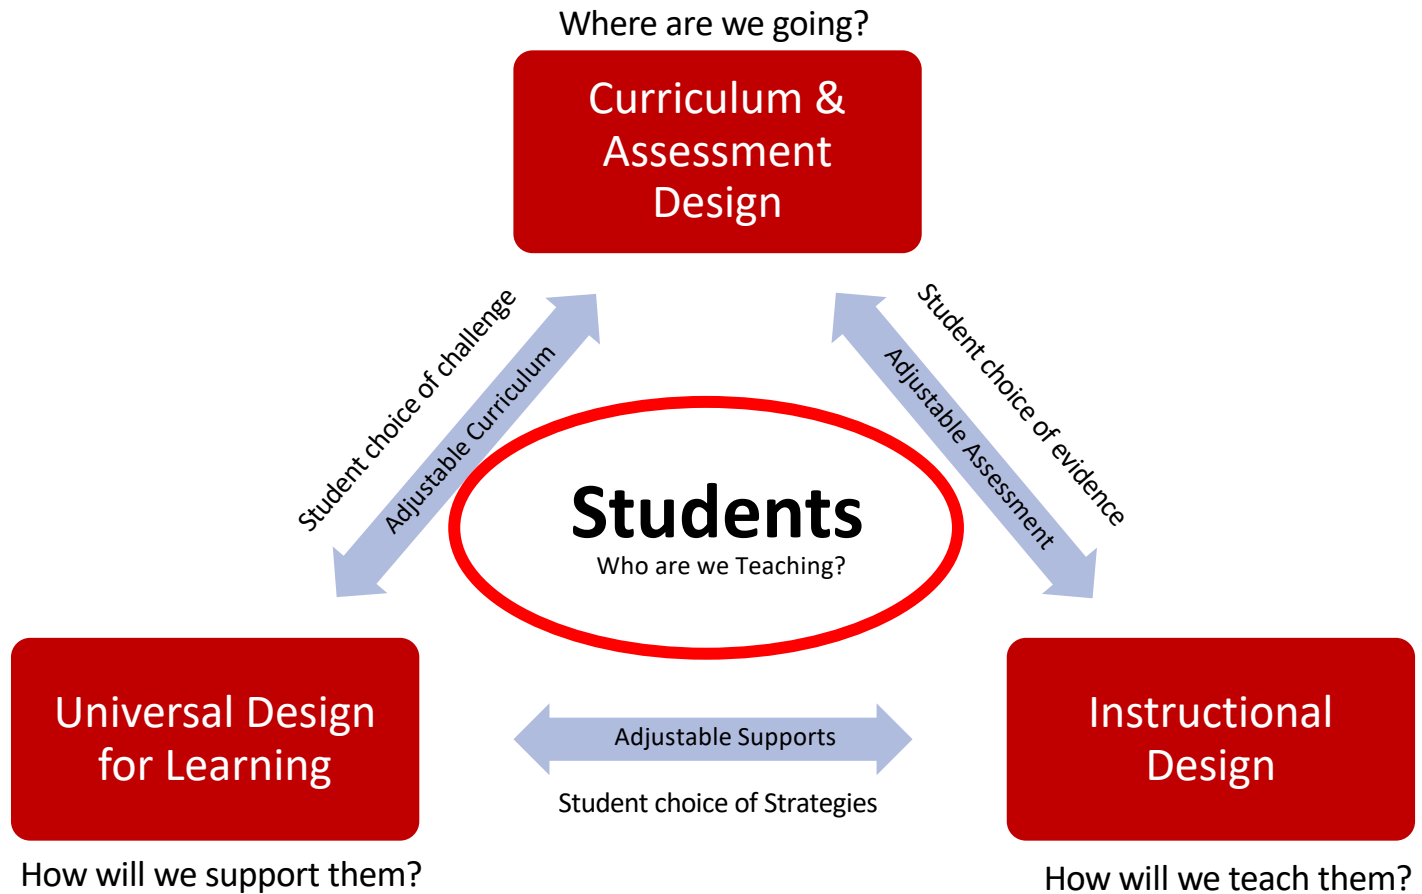 Where are we going?
Curriculum &
Assessment
Design
Student choice of challenge
Adjustable Curriculum
Adjustable Assessment
Student choice of evidence
Students
Who are we Teaching?
Universal Design
for Learning
Adjustable Supports
Student choice of Strategies
Instructional
Design
How will we support them?
How will we teach them?